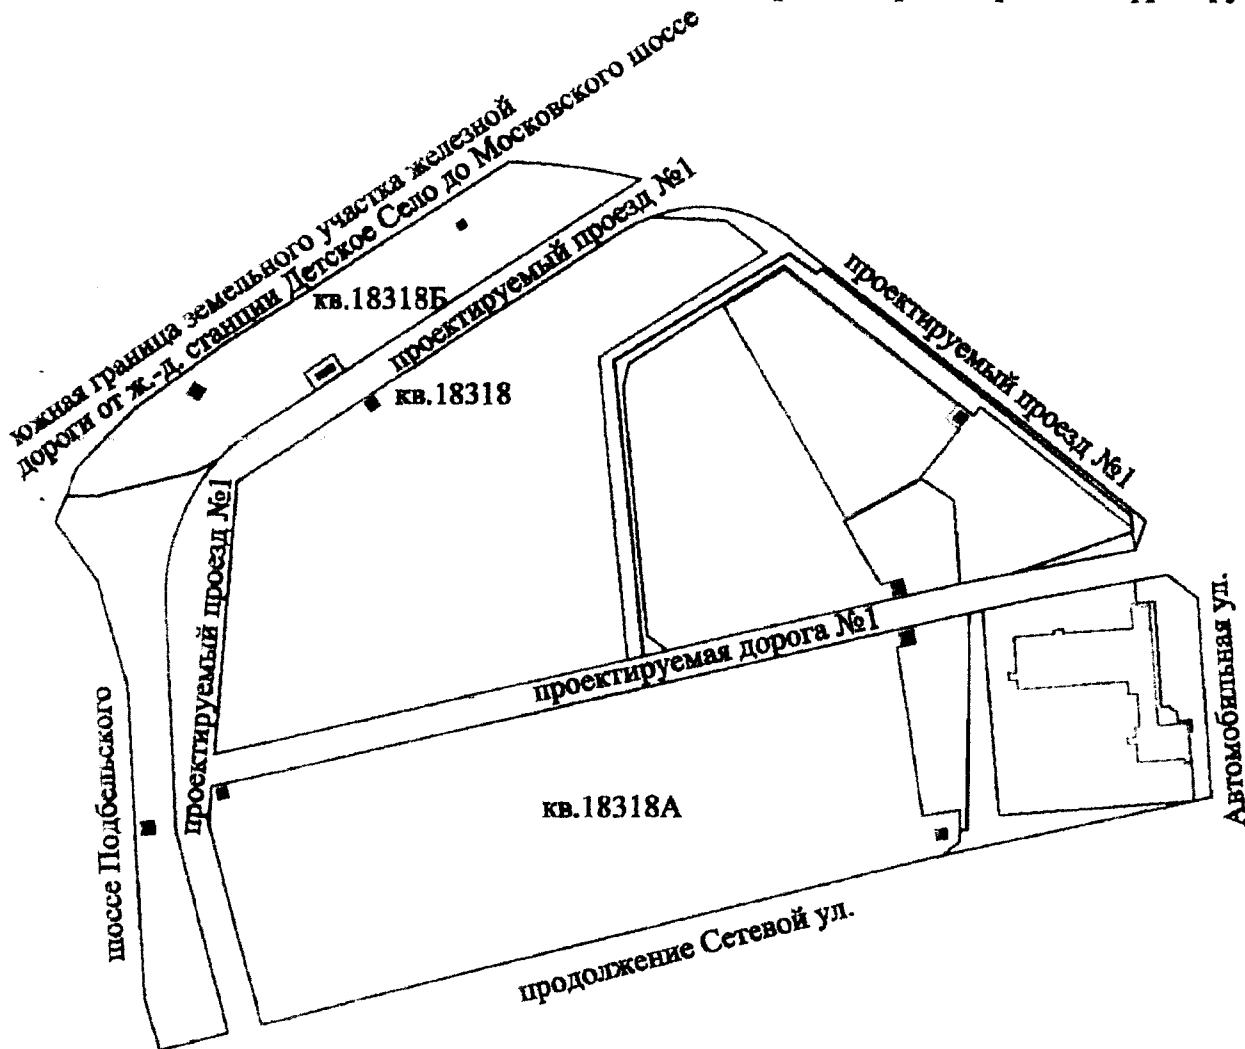 южная граница земельного участка железной
дороги от ж.-д. станции Детское Село до Московского шоссе
проектируемый проезд №1
кв.18318Б
проектируемый проезд №1
кв.18318
проектируемый проезд №1
проектируемая дорога №1
Автомобильная ул.
шоссе Подбельского
кв.18318А
продолжение Сетевой ул.